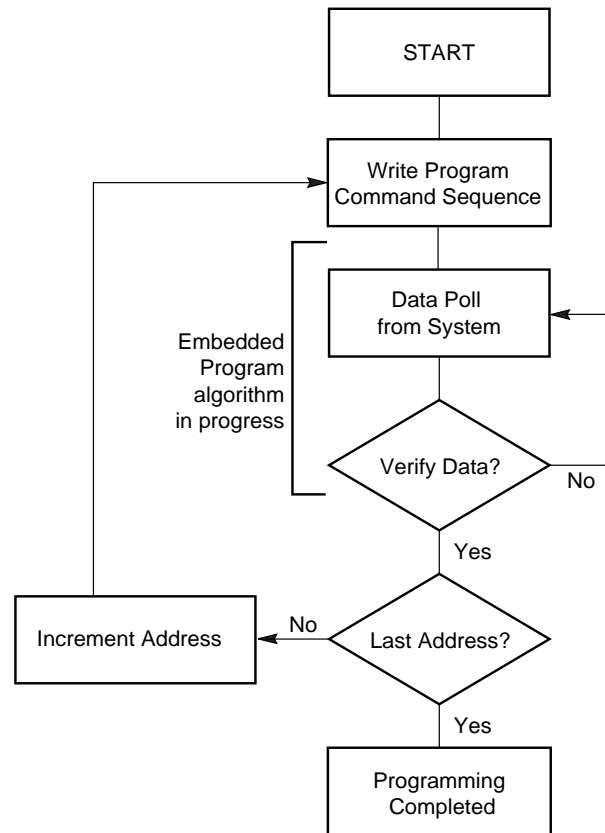 START
Write Program
Command Sequence
Data Poll
from System
Embedded
Program
algorithm
in progress
Verify Data?
No
Yes
Increment Address
No
Last Address?
Yes
Programming
Completed